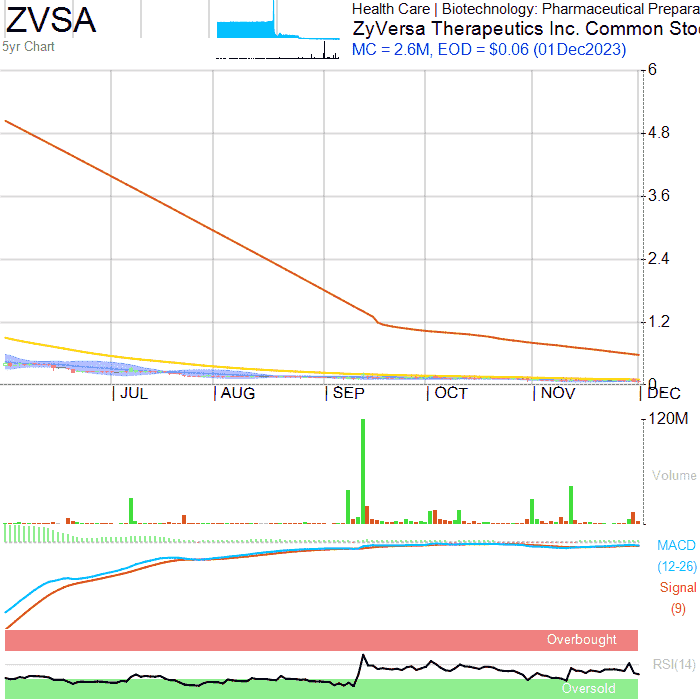 ZVSA
5yr Chart
Health Care | Biotechnology: Pharmaceutical Prepara
ZyVersa Therapeutics Inc. Common Sto
MC = 2.6M, EOD = $0.06 (01Dec2023)
6
4.8
3.6
2.4
1.2
0
JUL
AUG
SEP
OCT
NOV
DEC
120M
Volume
MACD
(12-26)
Signal
(9)
Overbought
RSI(14)
Oversold